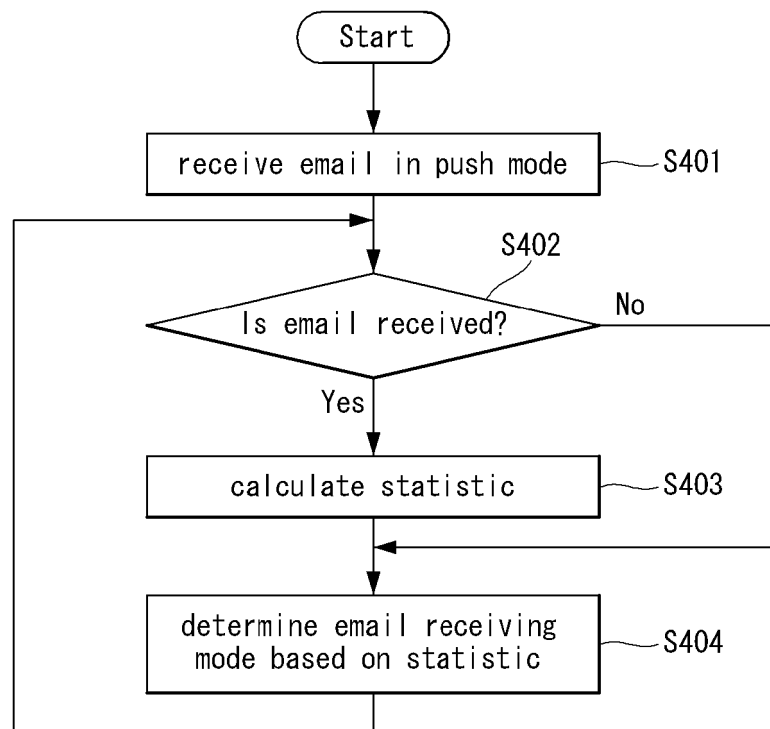 Start
receive email in push mode
S401
S402
Is email received?
No
Yes
calculate statistic
S403
determine email receiving
mode based on statistic
S404